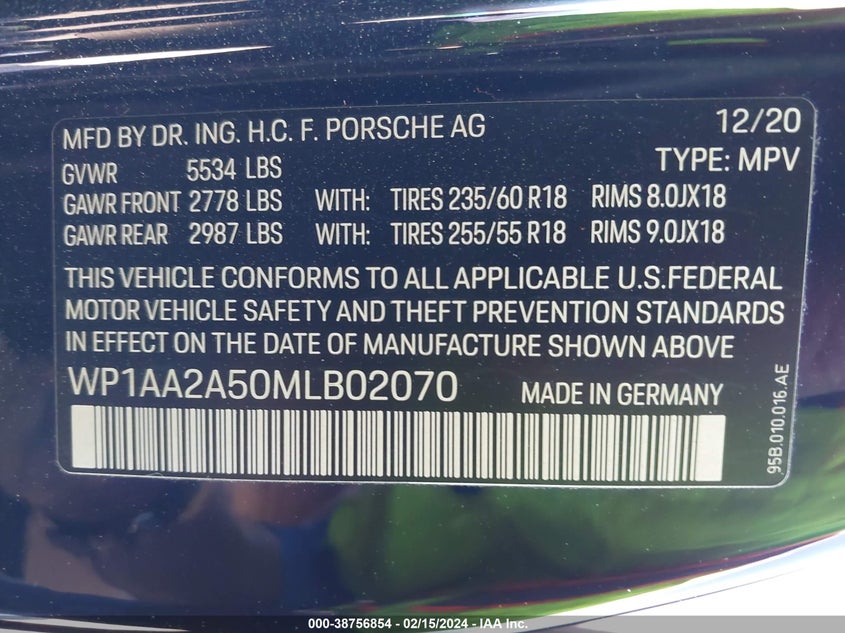 MFD BY DR. ING. H.C. F. PORSCHE AG 12/20
GVWR 5534 LBS TYPE: MPV
GAWR FRONT 2778 LBS WITH: TIRES 235/60 R18 RIMS 8.0JX18
GAWR REAR 2987 LBS WITH: TIRES 255/55 R18 RIMS 9.0JX18
THIS VEHICLE CONFORMS TO ALL APPLICABLE U.S.FEDERAL
MOTOR VEHICLE SAFETY AND THEFT PREVENTION STANDARDS
IN EFFECT ON THE DATE OF MANUFACTURE SHOWN ABOVE
WP1AA2A50MLB02070 MADE IN GERMANY
95B.010.016.AE
000-38756854 - 02/15/2024 - IAAI.COM